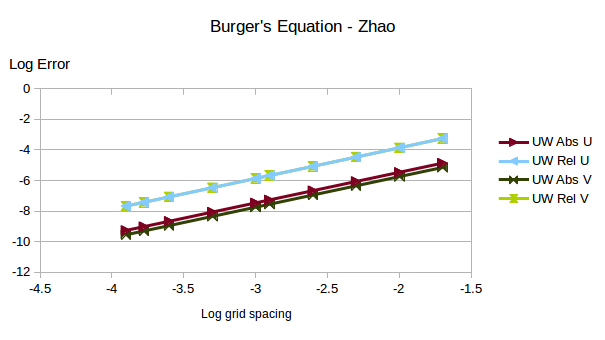 Burger's Equation - Zhao
Log Error
0
-2
-4
-6
-8
-10
-12
-4.5 -4 -3.5 -3 -2.5 -2 -1.5
Log grid spacing
UW Abs U
UW Rel U
UW Abs V
UW Rel V